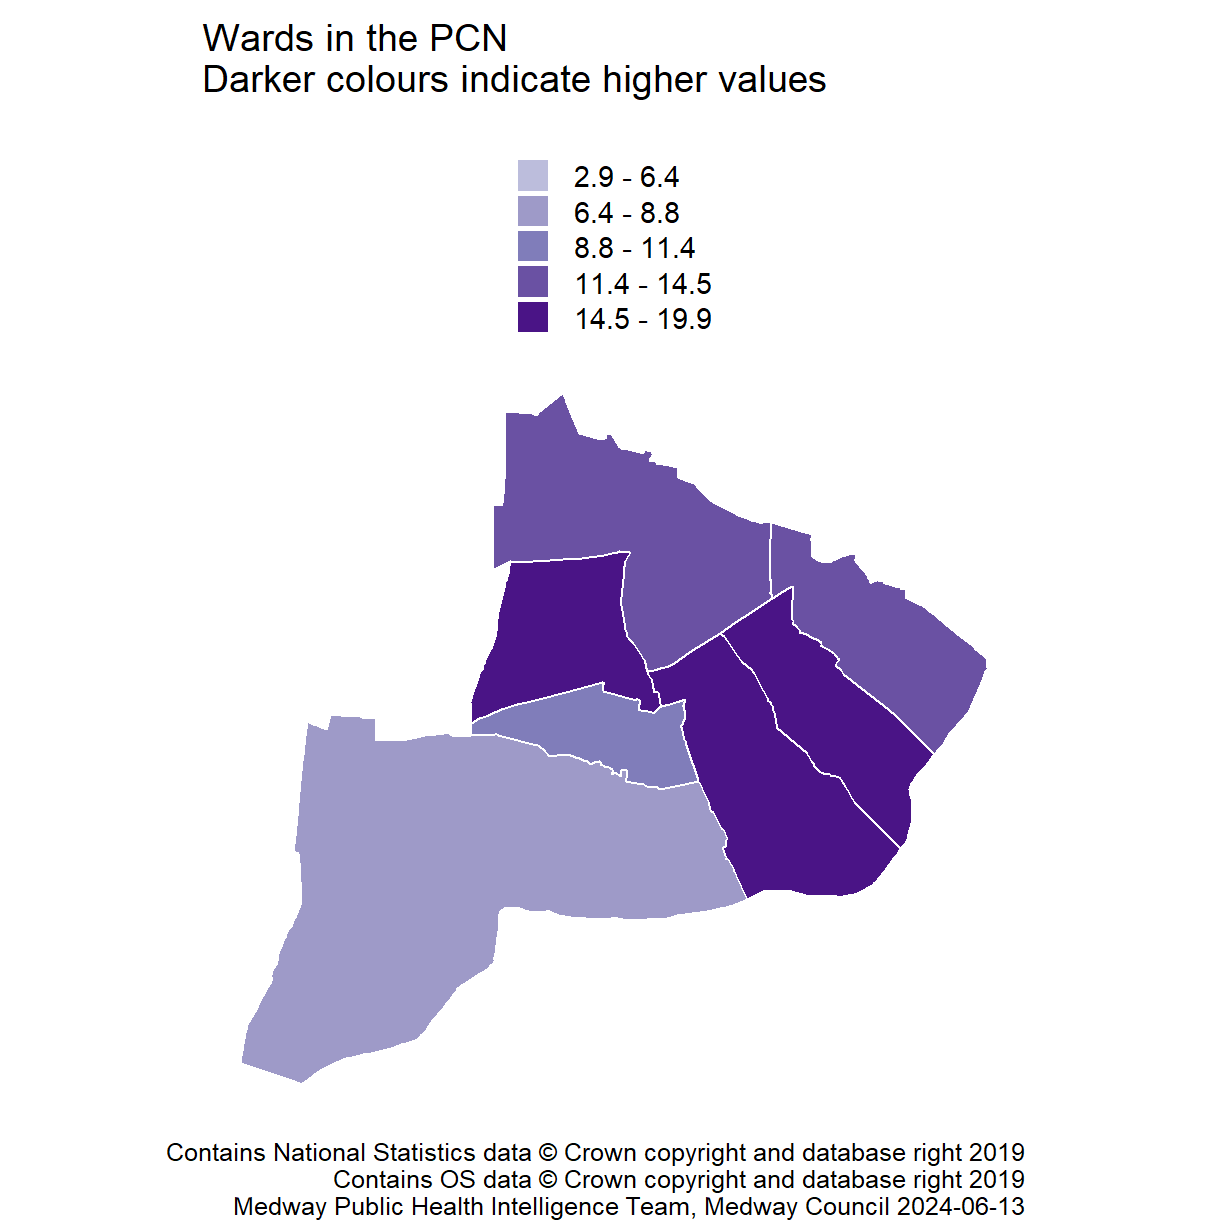 Wards in the PCN
Darker colours indicate higher values
2.9 - 6.4
6.4 - 8.8
8.8 - 11.4
11.4 - 14.5
14.5 - 19.9
Contains National Statistics data © Crown copyright and database right 2019
Contains OS data © Crown copyright and database right 2019
Medway Public Health Intelligence Team, Medway Council 2024-06-13